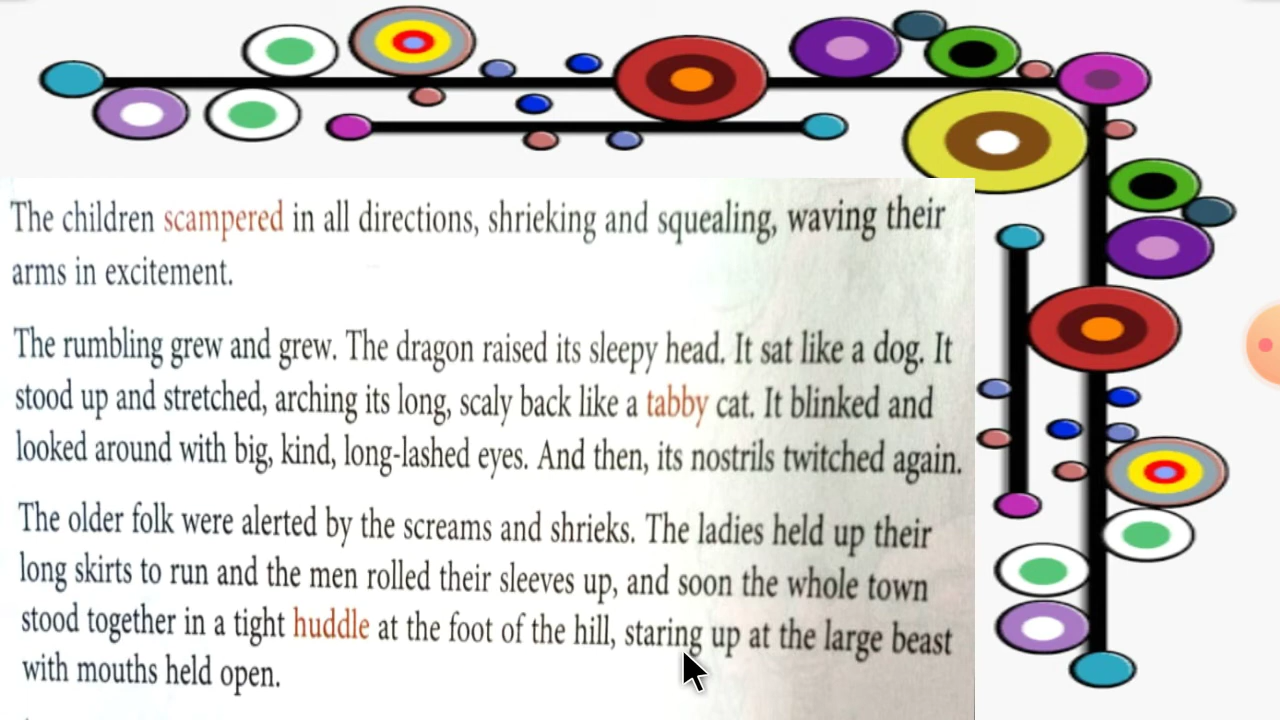 The children scampered in all directions, shrieking and squealing, waving their
arms in excitement.
The rumbling grew and grew. The dragon raised its sleepy head. It sat like a dog. It
stood up and stretched, arching its long, scaly back like a tabby cat. It blinked and
looked around with big, kind, long-lashed eyes. And then, its nostrils twitched again.
The older folk were alerted by the screams and shrieks. The ladies held up their
long skirts to run and the men rolled their sleeves up, and soon the whole town
stood together in a tight huddle at the foot of the hill, staring up at the large beast
with mouths held open.